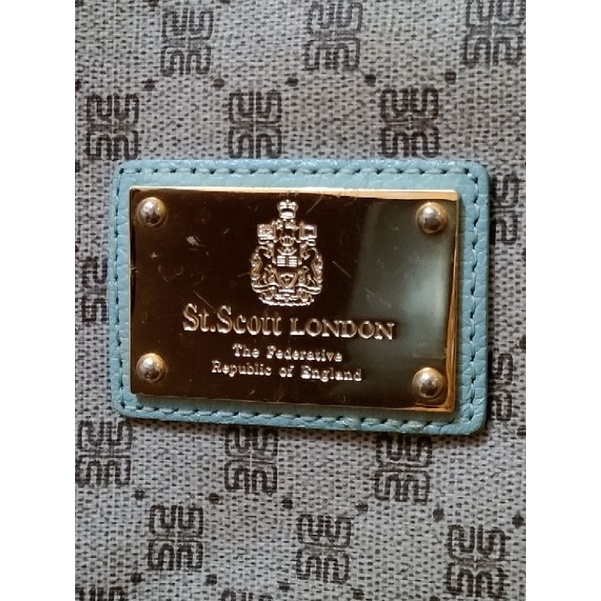 St.Scott LONDON
The Federative
Republic of England